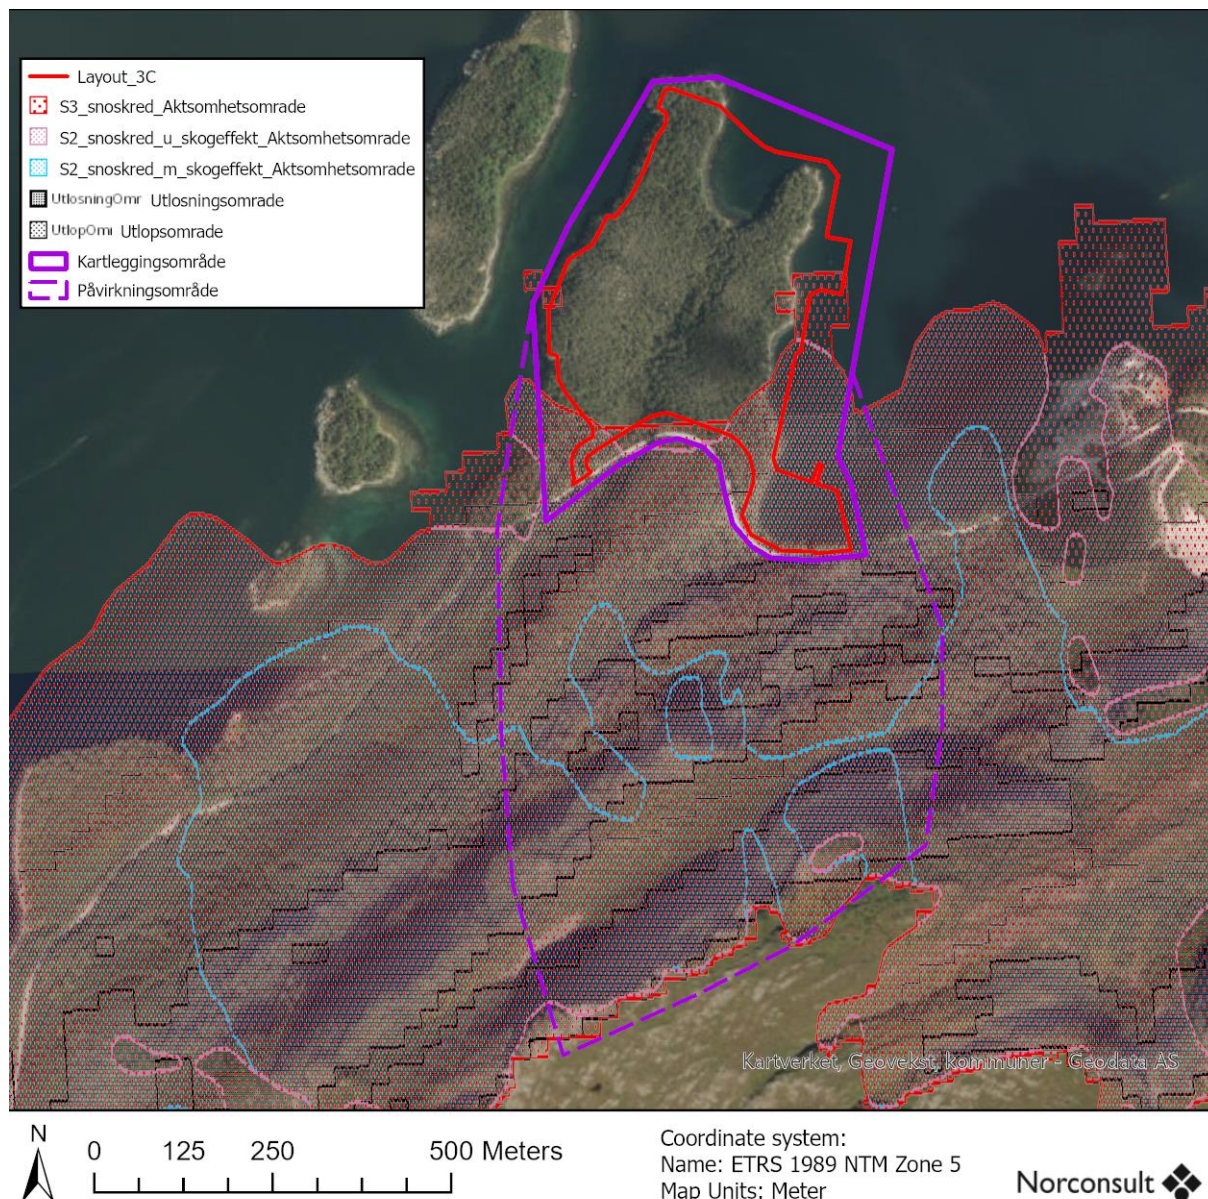 Layout_3C
S3_snoskred_Aktsomhetsomrade
S2_snoskred_u_skogeffekt_Aktsomhetsomrade
S2_snoskred_m_skogeffekt_Aktsomhetsomrade
UtlosningOmr Utlosningsomrade
UtlopOmr Utlopsomrade
Kartleggingsområde
Påvirkningsområde
Kartverket, Geovekst, kommuner - Geodata AS
N
0 125 250 500 Meters
Coordinate system:
Name: ETRS 1989 NTM Zone 5
Map Units: Meter
Norconsult